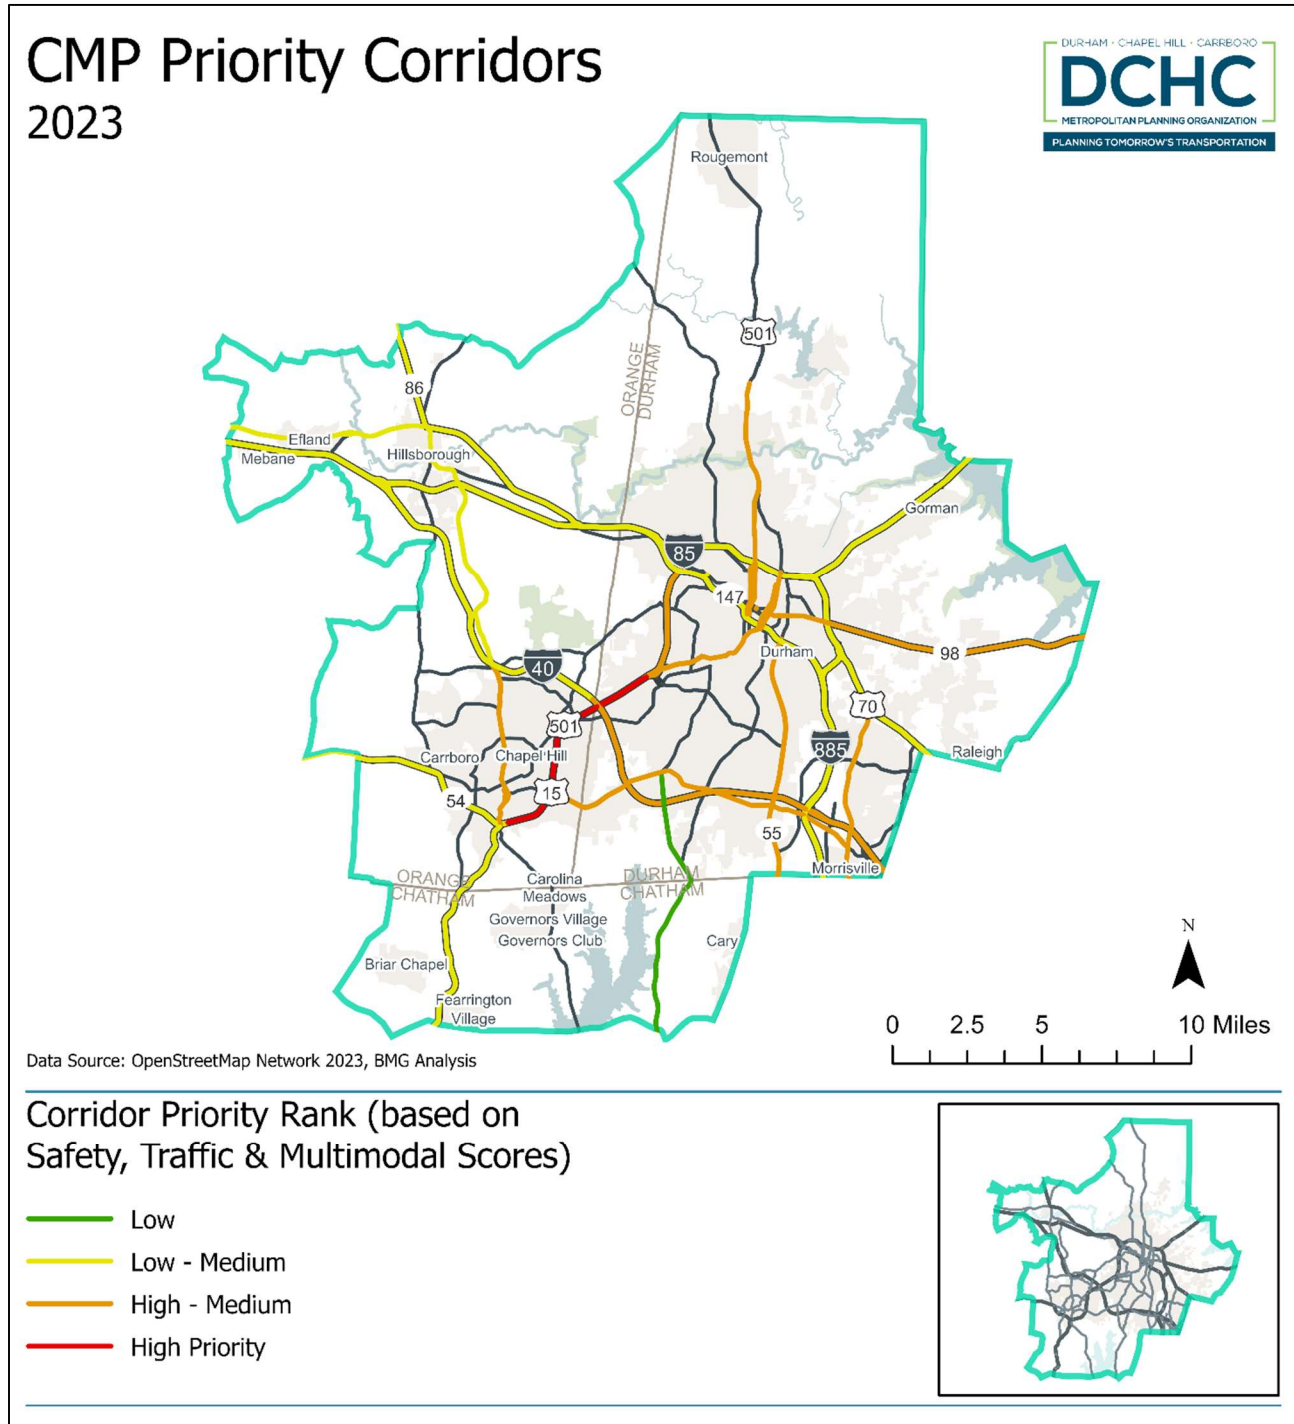 CMP Priority Corridors
2023
DURHAM · CHAPEL HILL · CARRBORO
DCHC
METROPOLITAN PLANNING ORGANIZATION
PLANNING TOMORROW'S TRANSPORTATION
Rougemont
501
ORANGE
DURHAM
86
Efland
Mebane
Hillsborough
Gorman
85
147
Durham
98
40
70
501
885
Raleigh
Carrboro
Chapel Hill
15
54
55
Morrisville
ORANGE
CHATHAM
DURHAM
CHATHAM
Carolina
Meadows
Governors Village
Governors Club
Cary
Briar Chapel
Fearrington
Village
N
0 2.5 5 10 Miles
Data Source: OpenStreetMap Network 2023, BMG Analysis
Corridor Priority Rank (based on
Safety, Traffic & Multimodal Scores)
Low
Low - Medium
High - Medium
High Priority